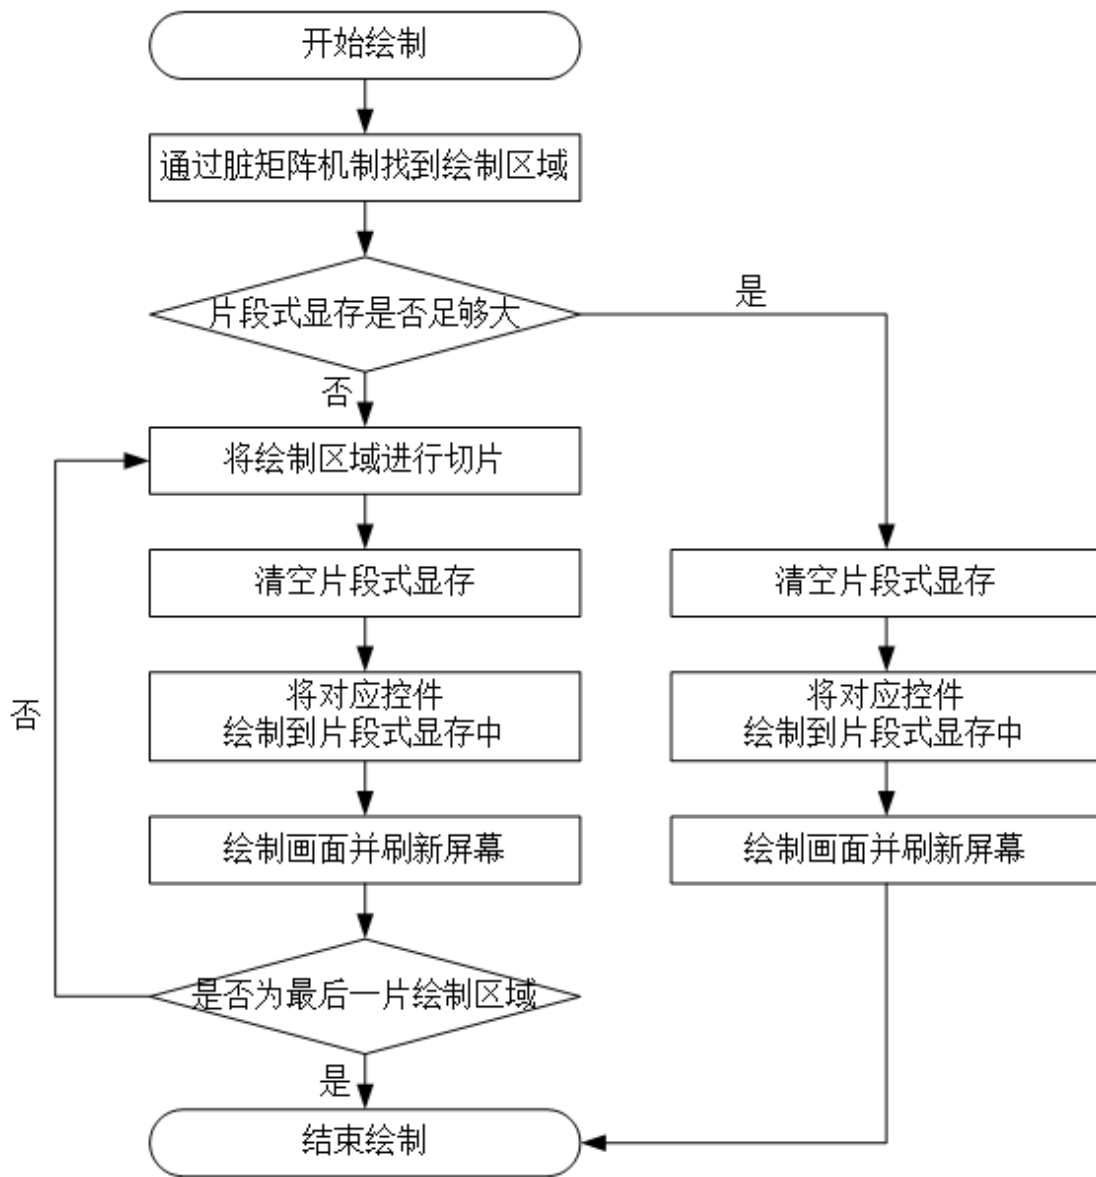 开始绘制
通过脏矩阵机制找到绘制区域
片段式显存是否足够大
是
否
将绘制区域进行切片
清空片段式显存
清空片段式显存
将对应控件
绘制到片段式显存中
将对应控件
绘制到片段式显存中
否
绘制画面并刷新屏幕
绘制画面并刷新屏幕
是否为最后一片绘制区域
是
结束绘制